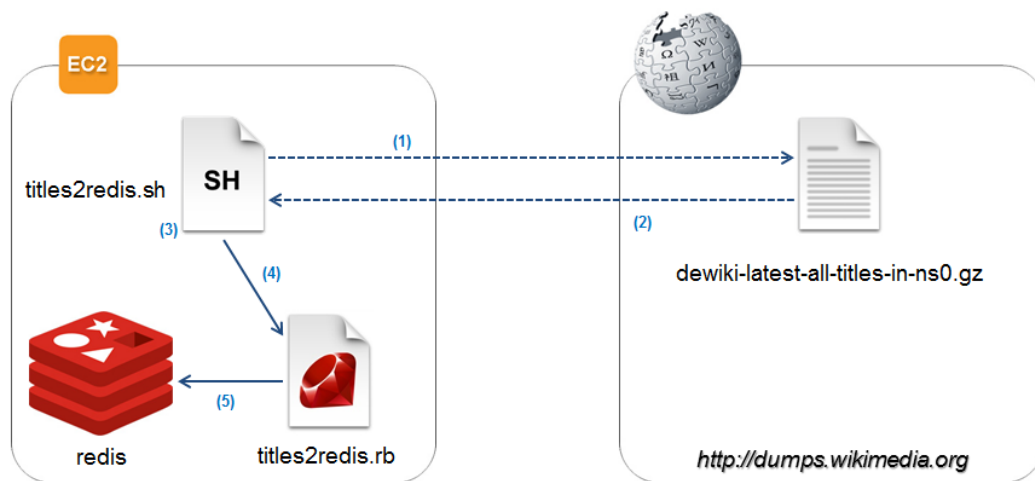 EC2
(1)
SH
titles2redis.sh
(2)
(3)
(4)
dewiki-latest-all-titles-in-ns0.gz
(5)
redis
titles2redis.rb
http://dumps.wikimedia.org